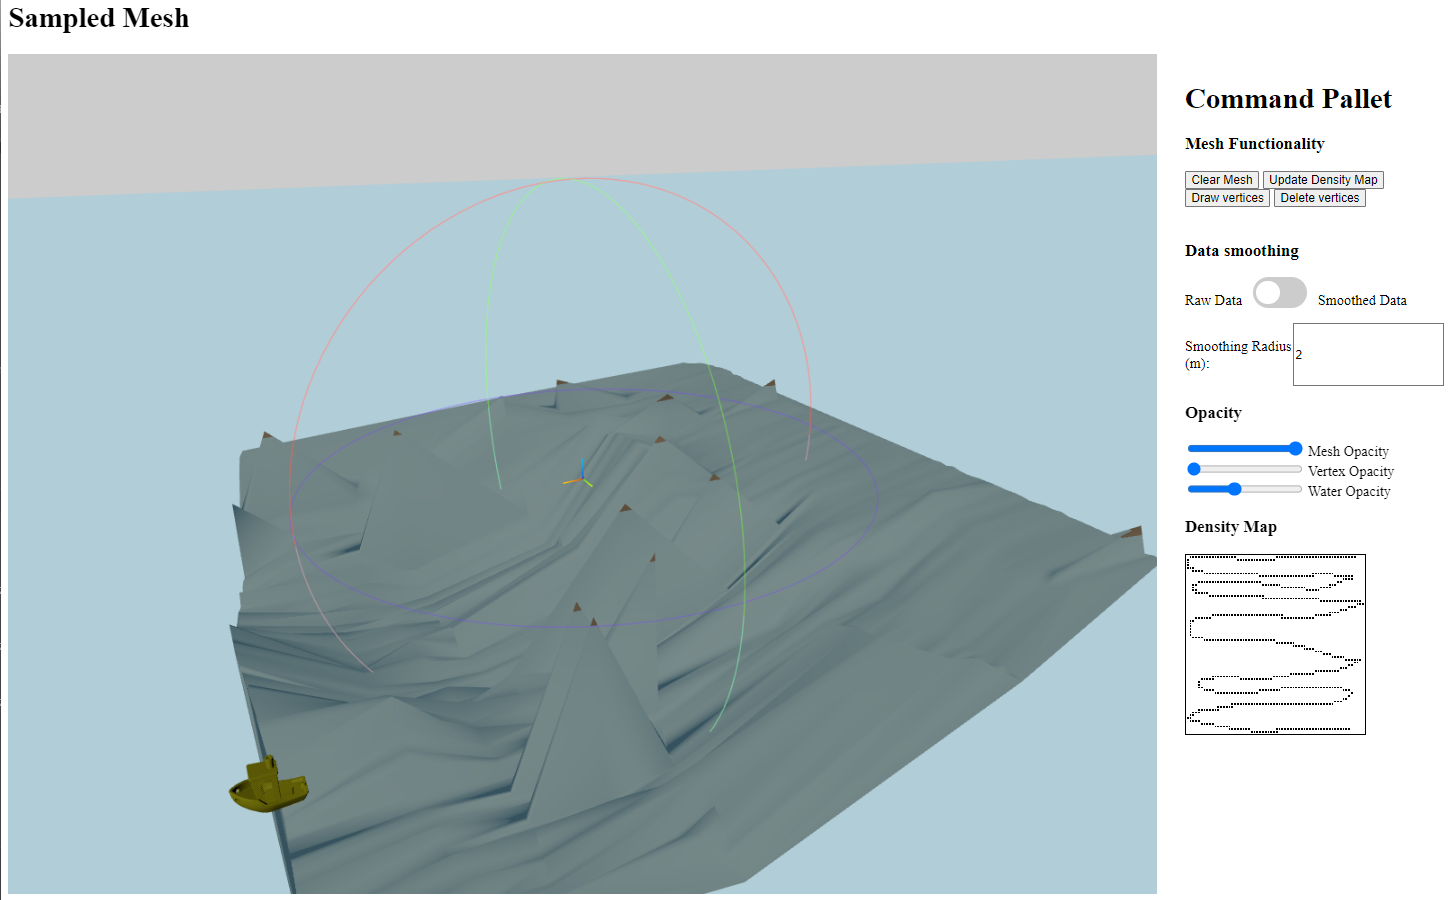 Sampled Mesh
Command Pallet
Mesh Functionality
Clear Mesh Update Density Map
Draw vertices Delete vertices
Data smoothing
Raw Data Smoothed Data
Smoothing Radius
(m):
2
Opacity
Mesh Opacity
Vertex Opacity
Water Opacity
Density Map